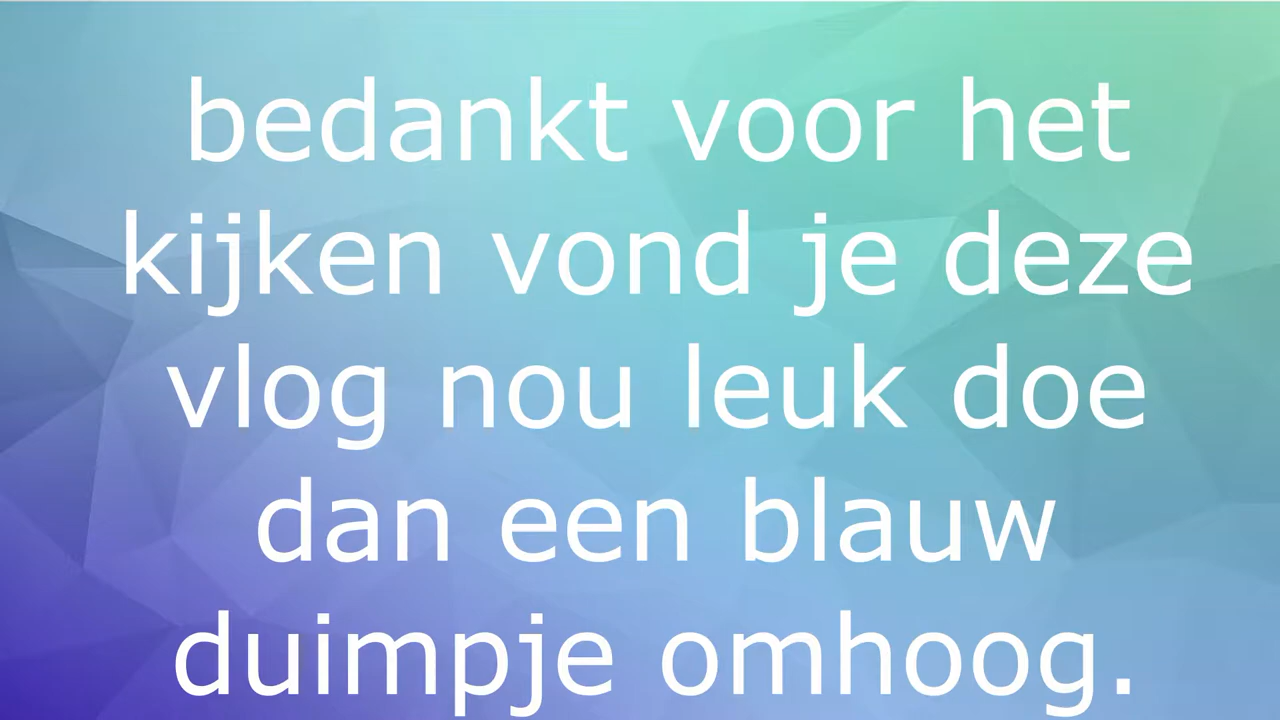 bedankt voor het
kijken vond je deze
vlog nou leuk doe
dan een blauw
duimpje omhoog.